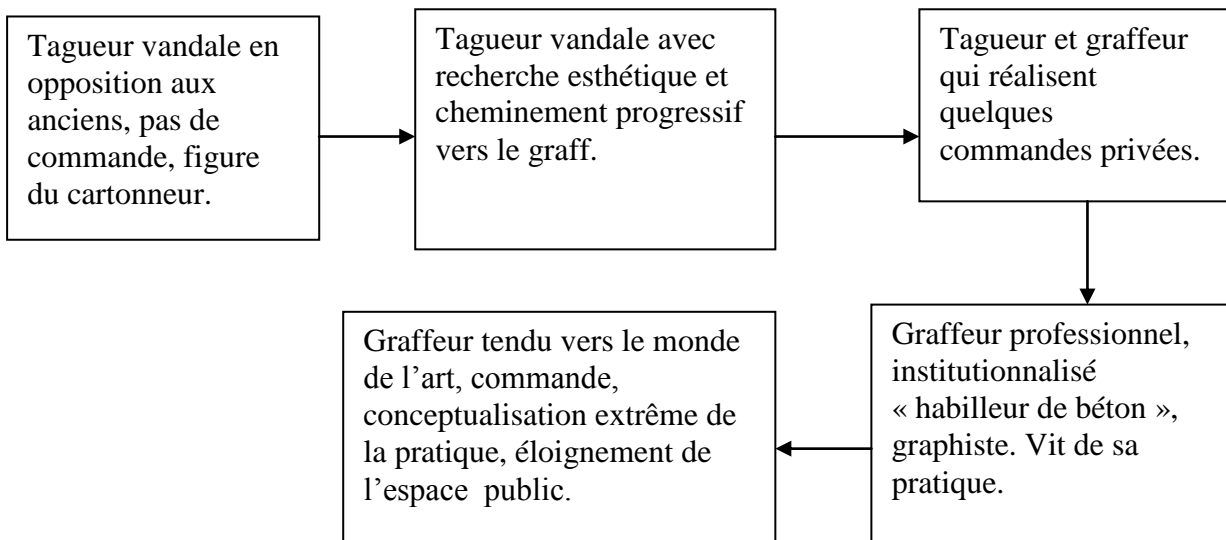 Tagueur vandale en
opposition aux
anciens, pas de
commande, figure
du cartonneur.
Tagueur vandale avec
recherche esthétique et
cheminement progressif
vers le graff.
Tagueur et graffeur
qui réalisent
quelques
commandes privées.
Graffeur professionnel,
institutionnalisé
« habilleur de béton »,
graphiste. Vit de sa
pratique.
Graffeur tendu vers le monde
de l’art, commande,
conceptualisation extrême de
la pratique, éloignement de
l’espace  public.